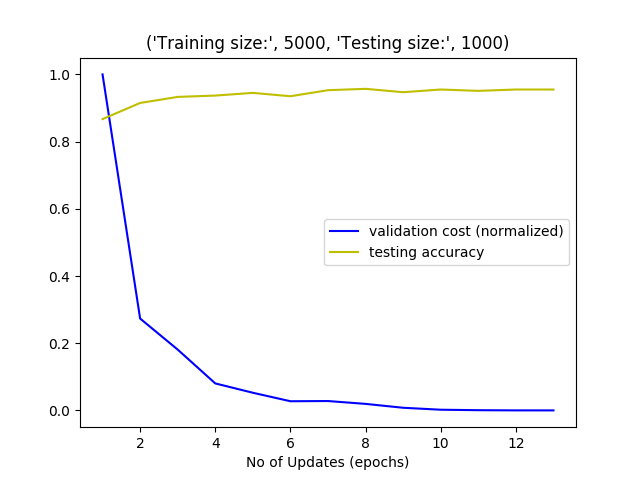 ('Training size:', 5000, 'Testing size:', 1000)
1.0
0.8
0.6
0.4
0.2
0.0
validation cost (normalized)
testing accuracy
2 4 6 8 10 12
No of Updates (epochs)